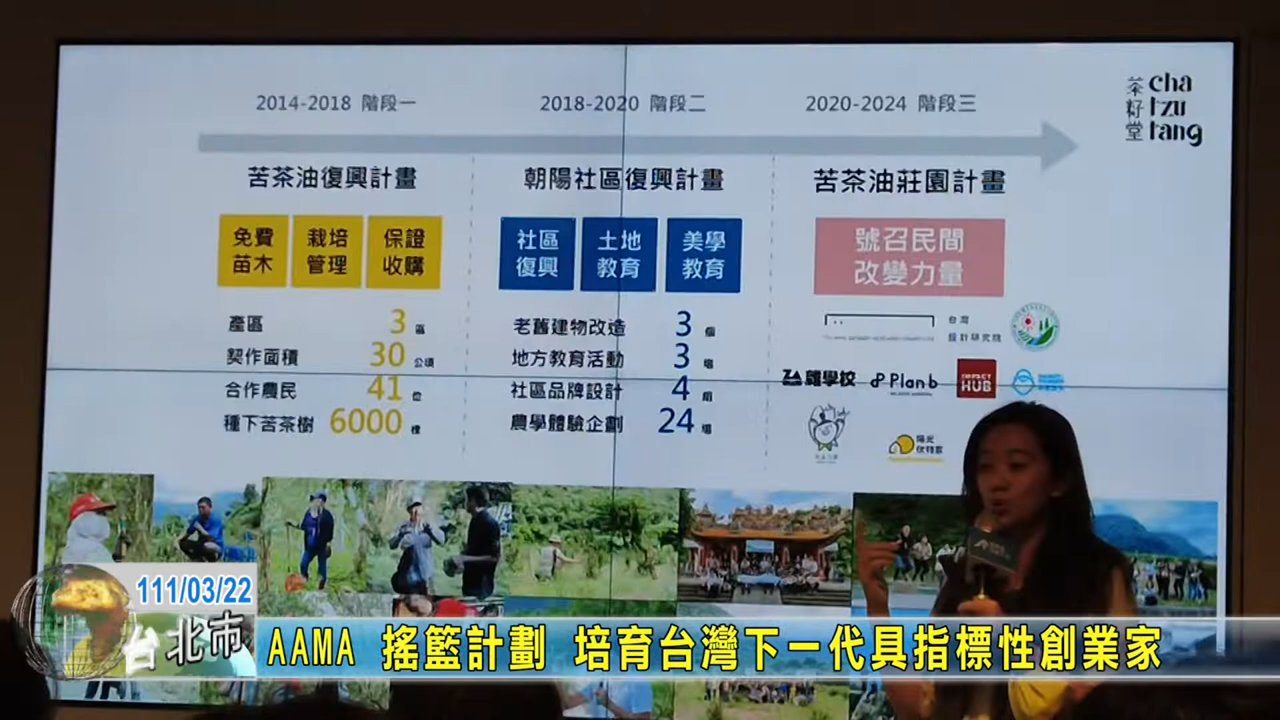 2014-2018 階段一
2018-2020 階段二
2020-2024 階段三
茶籽堂
cha
tzu
tang
苦茶油復興計畫
朝陽社區復興計畫
苦茶油莊園計畫
免費
苗木
栽培
管理
保證
收購
社區
復興
土地
教育
美學
教育
號召民間
改變力量
產區 3 區
契作面積 30 公頃
合作農民 41 位
種下苦茶樹 6000 棵
老舊建物改造 3 個
地方教育活動 3 場
社區品牌設計 4 組
農學體驗企劃 24 場
台灣
設計研究院
Plan b
IMPACT
HUB
陽光
伏特家
111/03/22
台北市
AAMA 搖籃計劃 培育台灣下一代具指標性創業家